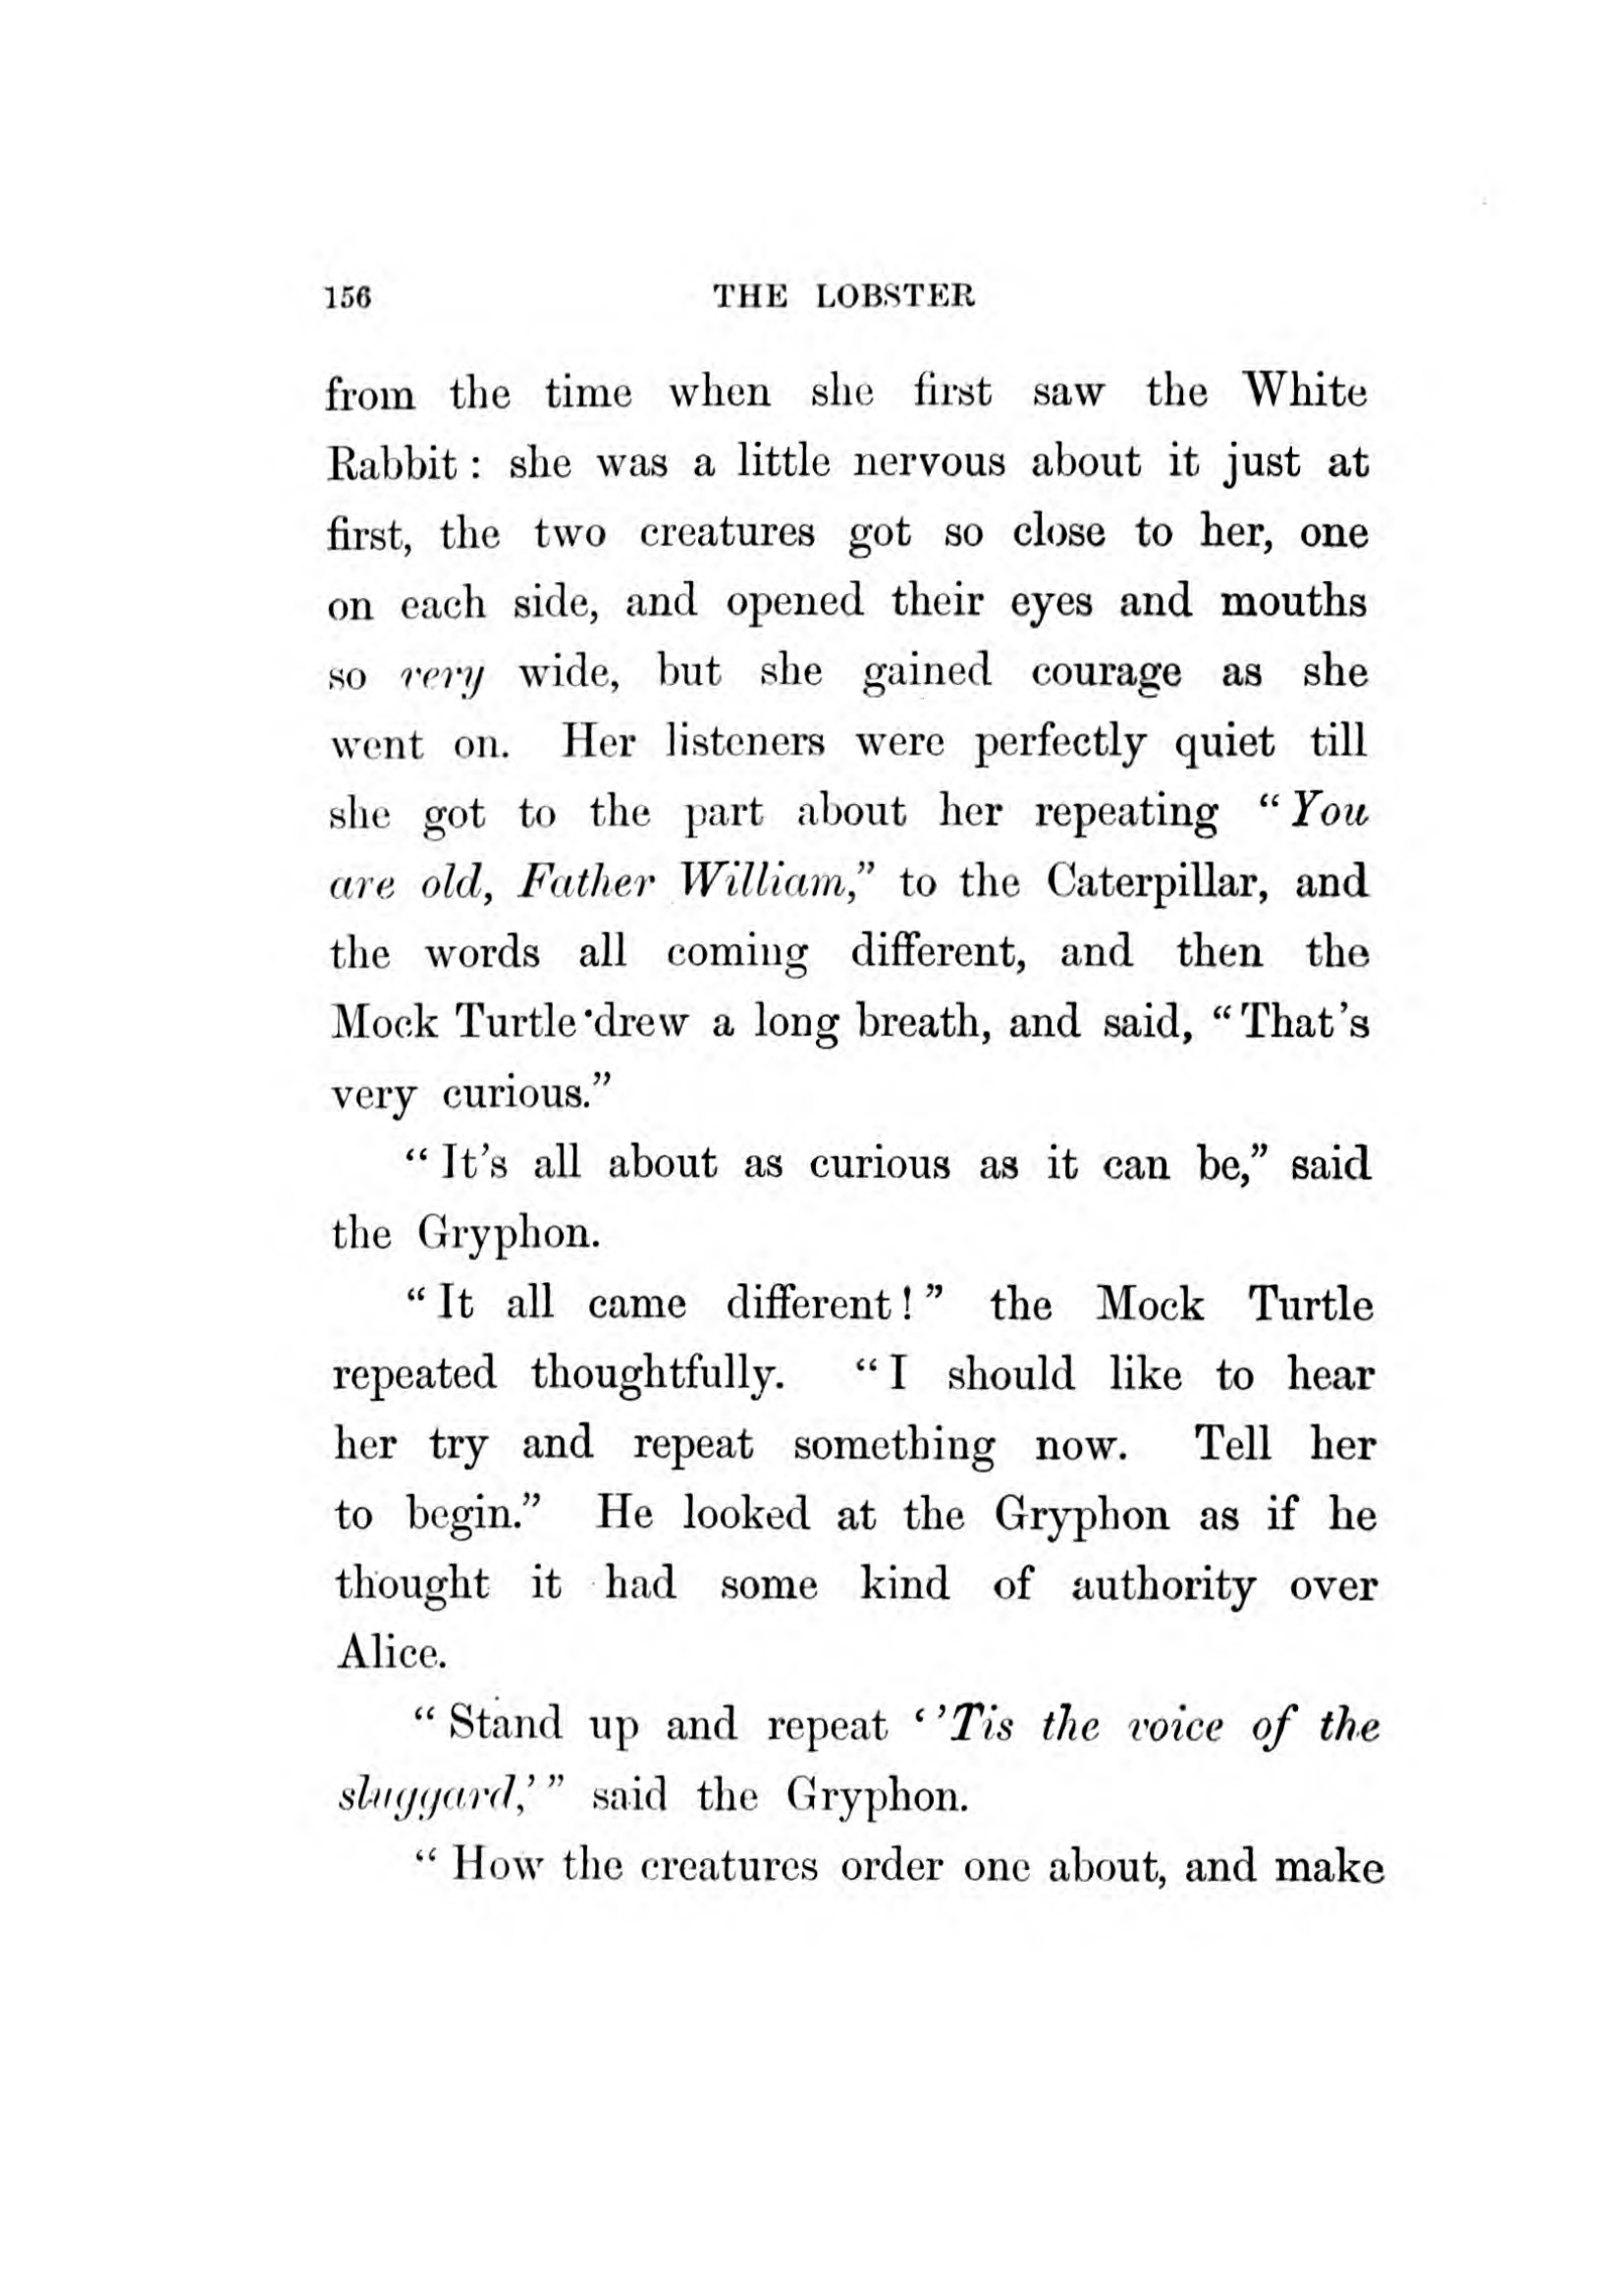 156 THE LOBSTER
from the time when she first saw the White
Rabbit: she was a little nervous about it just at
first, the two creatures got so close to her, one
on each side, and opened their eyes and mouths
so very wide, but she gained courage as she
went on. Her listeners were perfectly quiet till
she got to the part about her repeating “You
are old, Father William,” to the Caterpillar, and
the words all coming different, and then the
Mock Turtle drew a long breath, and said, “That’s
very curious.”
“It’s all about as curious as it can be,” said
the Gryphon.
“It all came different!” the Mock Turtle
repeated thoughtfully. “I should like to hear
her try and repeat something now. Tell her
to begin.” He looked at the Gryphon as if he
thought it had some kind of authority over
Alice.
“Stand up and repeat ‘’Tis the voice of the
sluggard,’” said the Gryphon.
“How the creatures order one about, and make